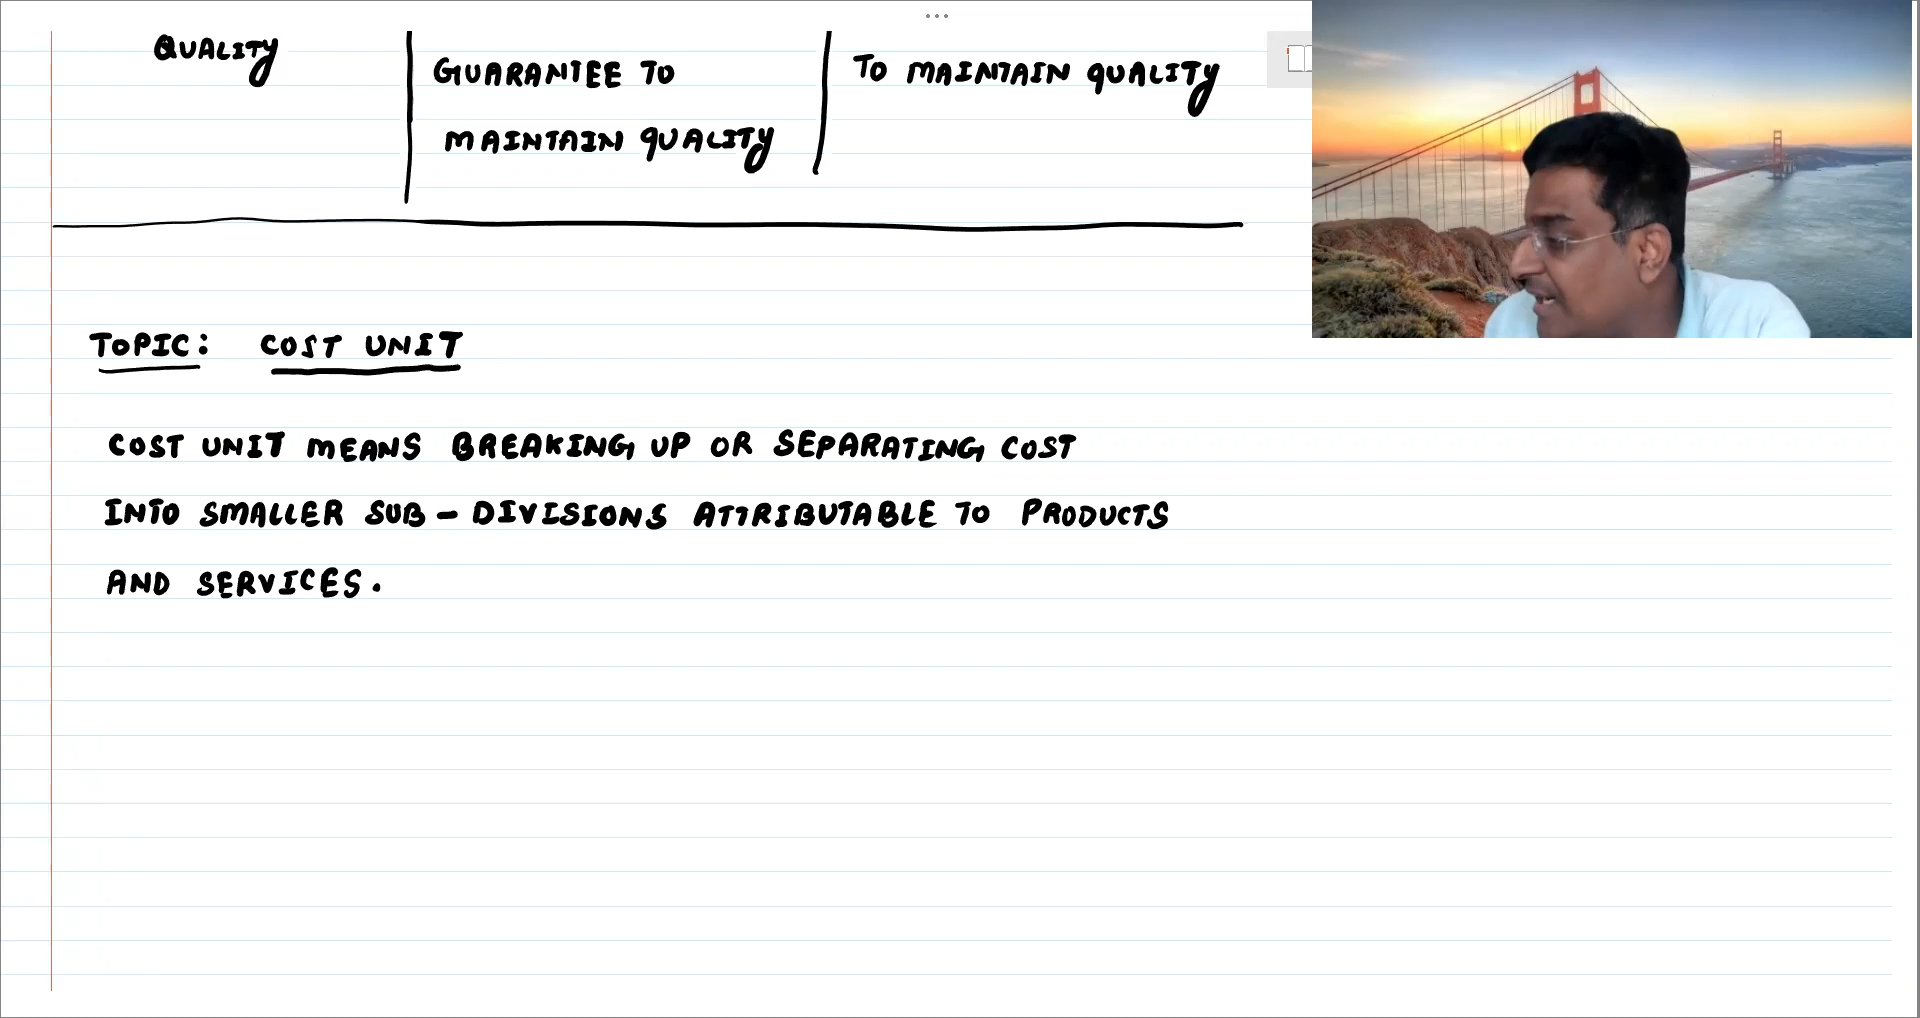 QUALITY
GUARANTEE TO
MAINTAIN QUALITY
TO MAINTAIN QUALITY
TOPIC: COST UNIT
COST UNIT MEANS BREAKING UP OR SEPARATING COST
INTO SMALLER SUB-DIVISIONS ATTRIBUTABLE TO PRODUCTS
AND SERVICES.